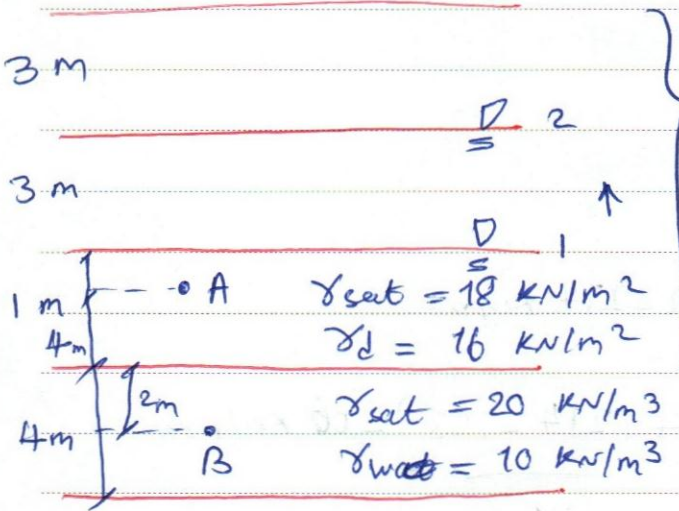 3 m
2
3 m
1
1 m
A
γsat = 18 KN/m²
4m
γd = 16 KN/m²
2m
γsat = 20 KN/m³
4m
B
γwat = 10 KN/m³